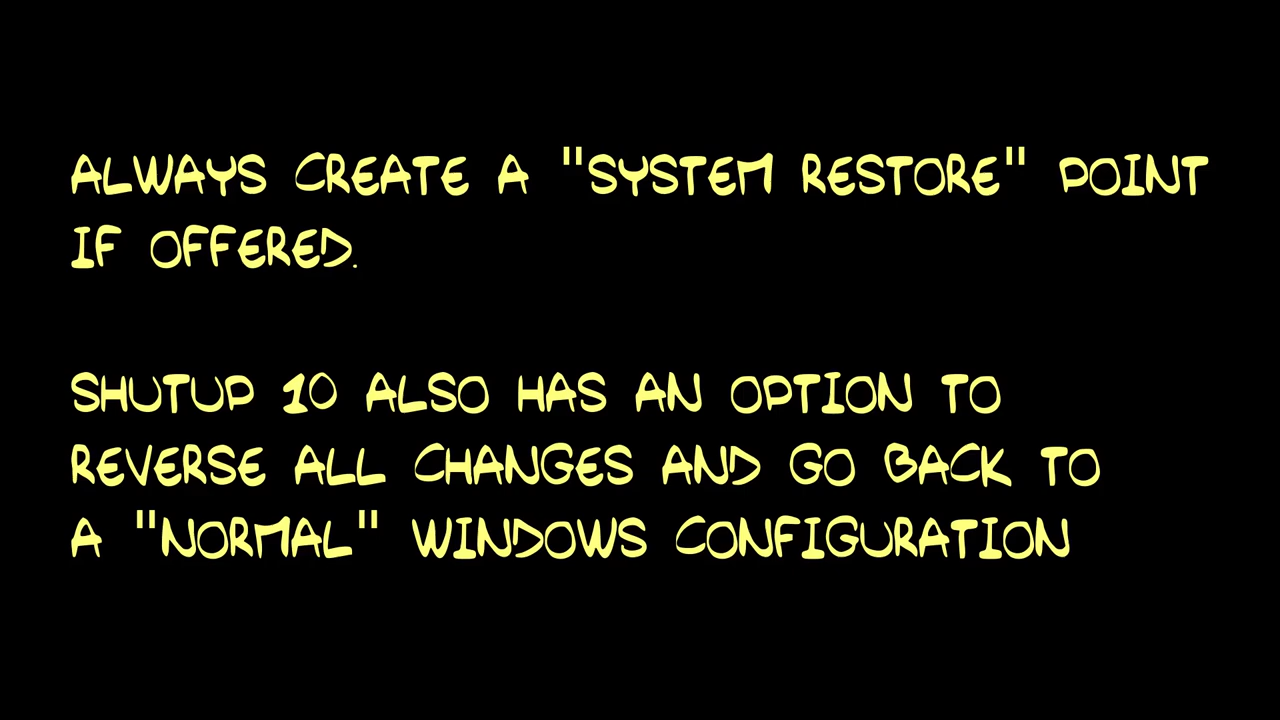 ALWAYS CREATE A "SYSTEM RESTORE" POINT
IF OFFERED.
SHUTUP 10 ALSO HAS AN OPTION TO
REVERSE ALL CHANGES AND GO BACK TO
A "NORMAL" WINDOWS CONFIGURATION